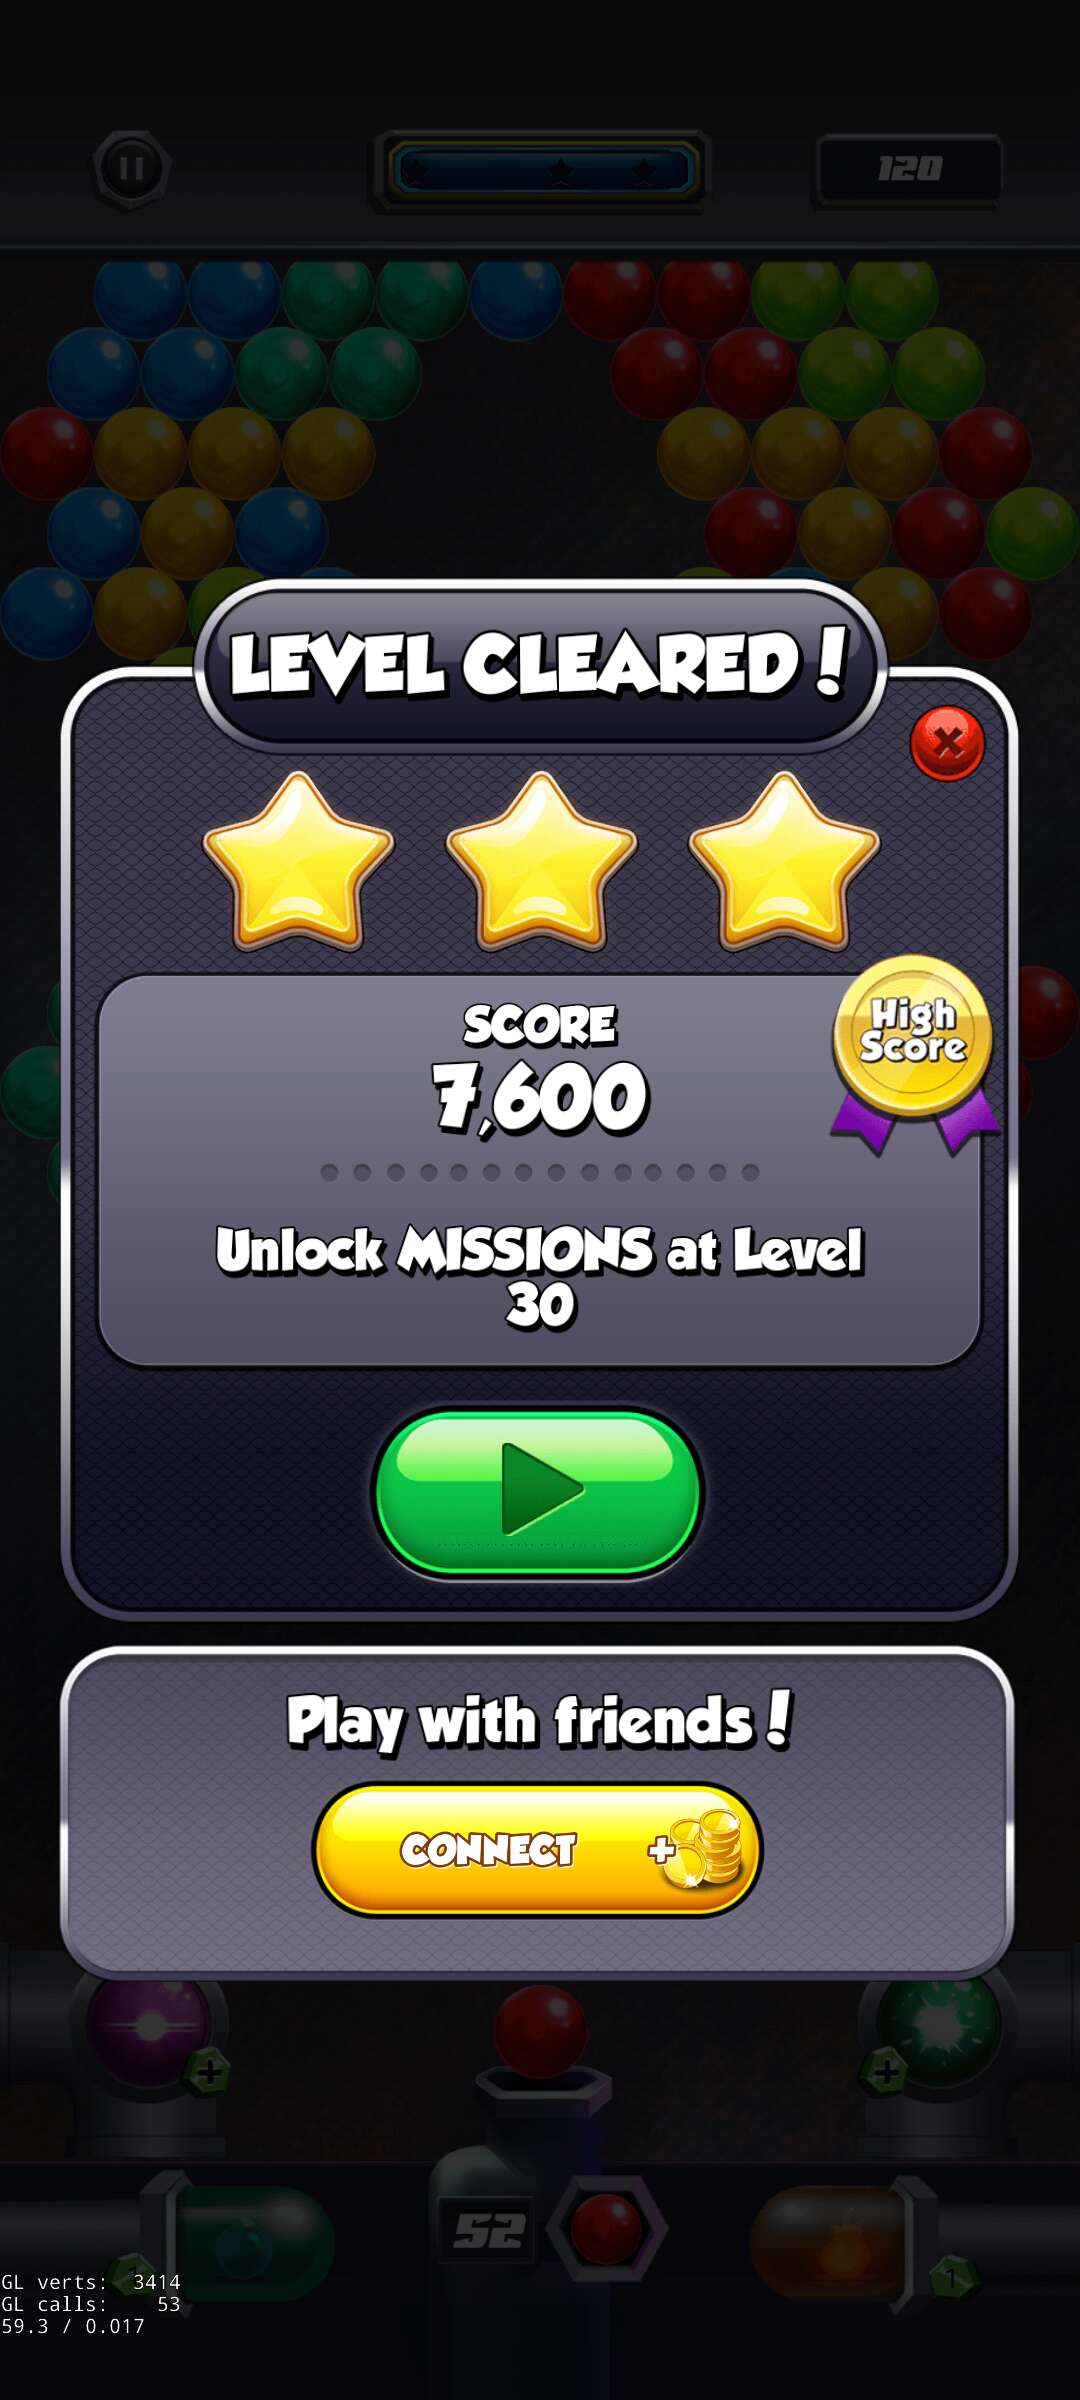 120
LEVEL CLEARED!
SCORE
7,600
High
Score
Unlock MISSIONS at Level
30
Play with friends!
CONNECT +
52
1
1
GL verts: 3414
GL calls: 53
59.3 / 0.017